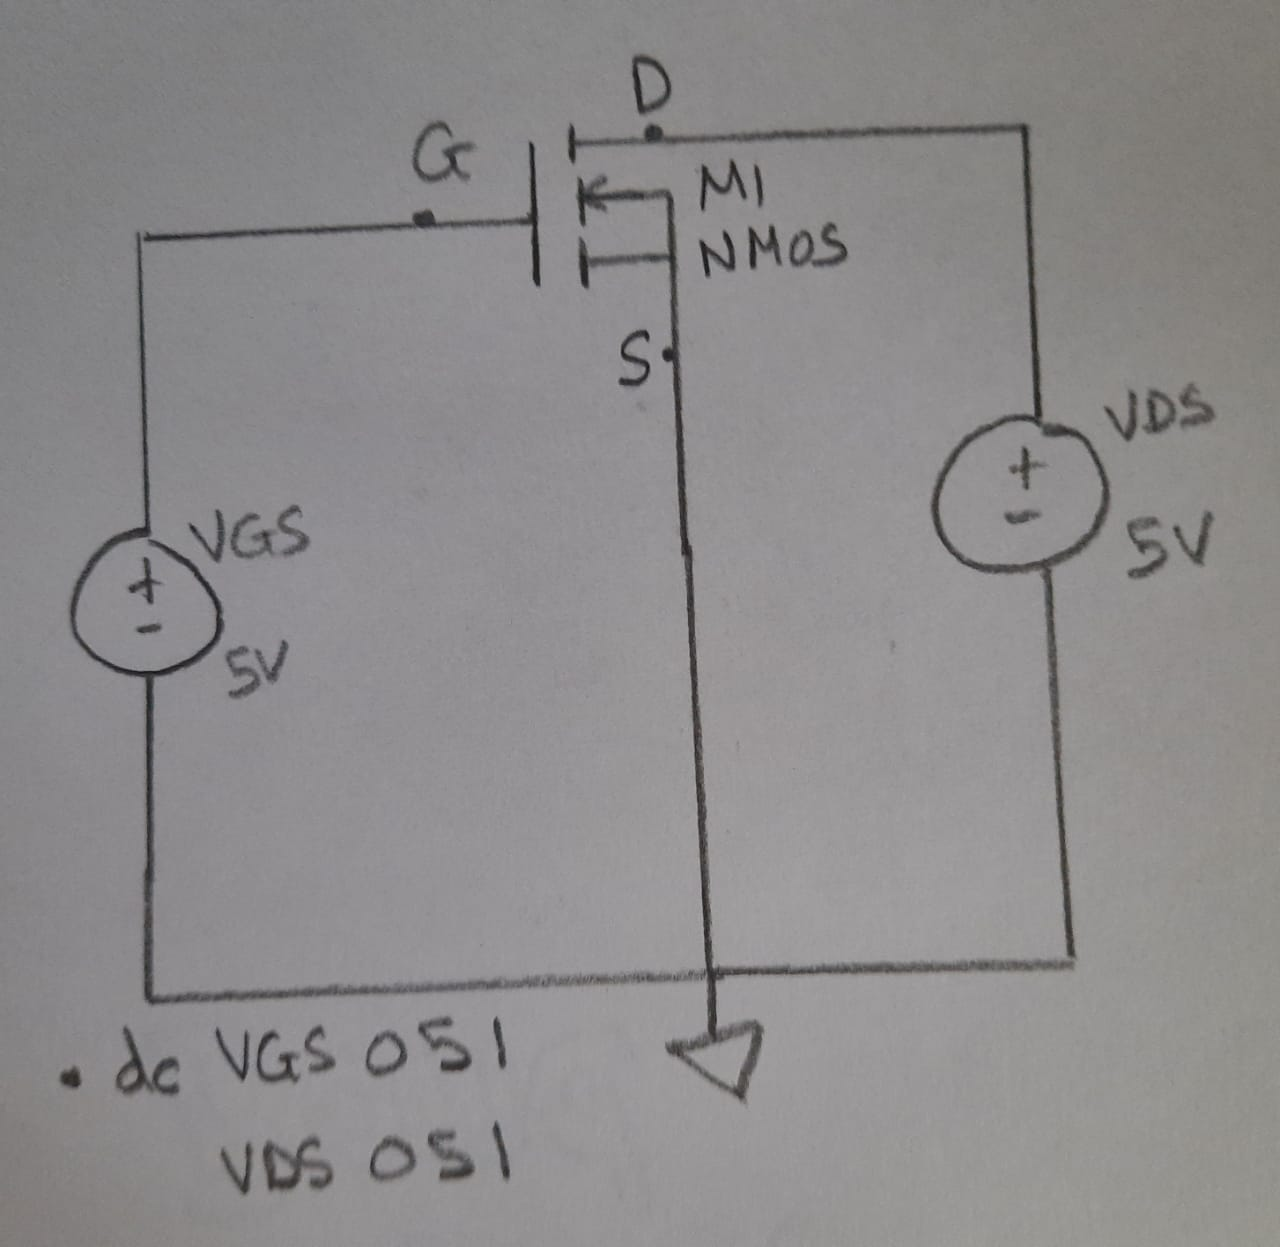 D
G
M1
NMOS
S
VDS
+
-
5V
VGS
+
-
5V
.dc VGS 0 5 1
VDS 0 5 1